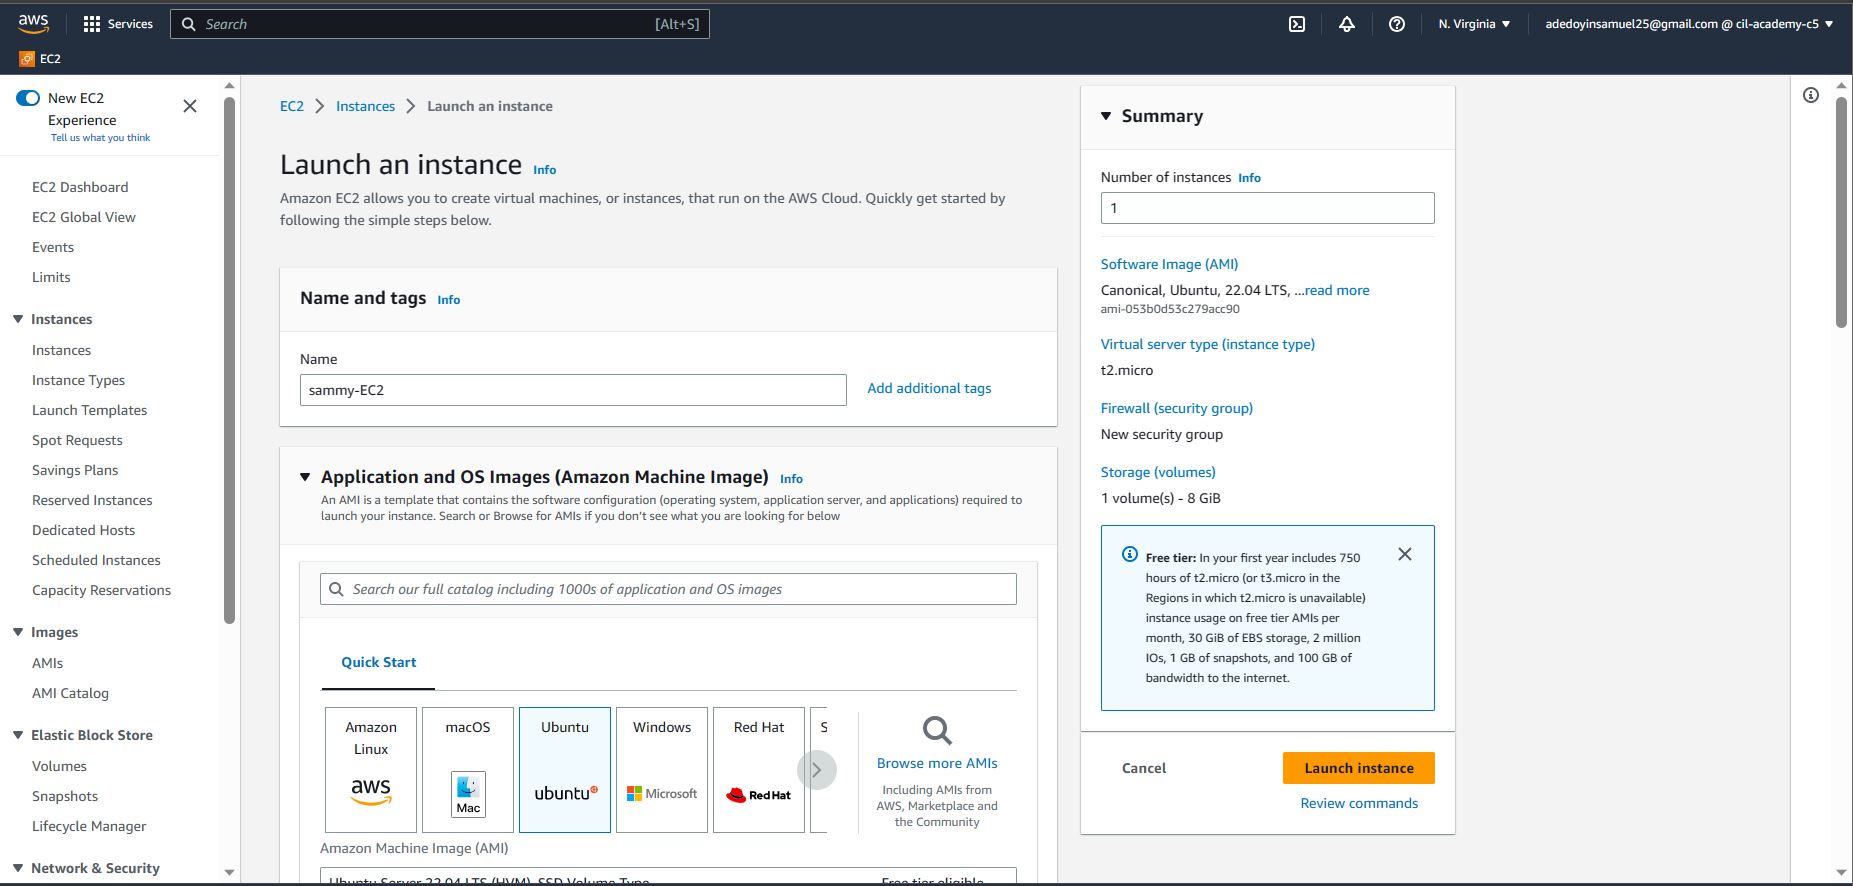 aws
Services
Search
[Alt+S]
N. Virginia
adedoyinsamuel25@gmail.com @ cil-academy-c5
EC2
New EC2
Experience
Tell us what you think
EC2 Dashboard
EC2 Global View
Events
Limits
Instances
Instances
Instance Types
Launch Templates
Spot Requests
Savings Plans
Reserved Instances
Dedicated Hosts
Scheduled Instances
Capacity Reservations
Images
AMIs
AMI Catalog
Elastic Block Store
Volumes
Snapshots
Lifecycle Manager
Network & Security
EC2 > Instances > Launch an instance
Launch an instance Info
Amazon EC2 allows you to create virtual machines, or instances, that run on the AWS Cloud. Quickly get started by
following the simple steps below.
Name and tags Info
Name
sammy-EC2
Add additional tags
Application and OS Images (Amazon Machine Image) Info
An AMI is a template that contains the software configuration (operating system, application server, and applications) required to
launch your instance. Search or Browse for AMIs if you don't see what you are looking for below
Search our full catalog including 1000s of application and OS images
Quick Start
Amazon
Linux
aws
macOS
Mac
Ubuntu
ubuntu
Windows
Microsoft
Red Hat
Red Hat
S
Browse more AMIs
Including AMIs from
AWS, Marketplace and
the Community
Amazon Machine Image (AMI)
Ubuntu Server 22.04 LTS (HVM), SSD Volume Type
Free tier eligible
Summary
Number of instances Info
1
Software Image (AMI)
Canonical, Ubuntu, 22.04 LTS, ...read more
ami-053b0d53c279acc90
Virtual server type (instance type)
t2.micro
Firewall (security group)
New security group
Storage (volumes)
1 volume(s) - 8 GiB
Free tier: In your first year includes 750
hours of t2.micro (or t3.micro in the
Regions in which t2.micro is unavailable)
instance usage on free tier AMIs per
month, 30 GiB of EBS storage, 2 million
IOs, 1 GB of snapshots, and 100 GB of
bandwidth to the internet.
Cancel
Launch instance
Review commands